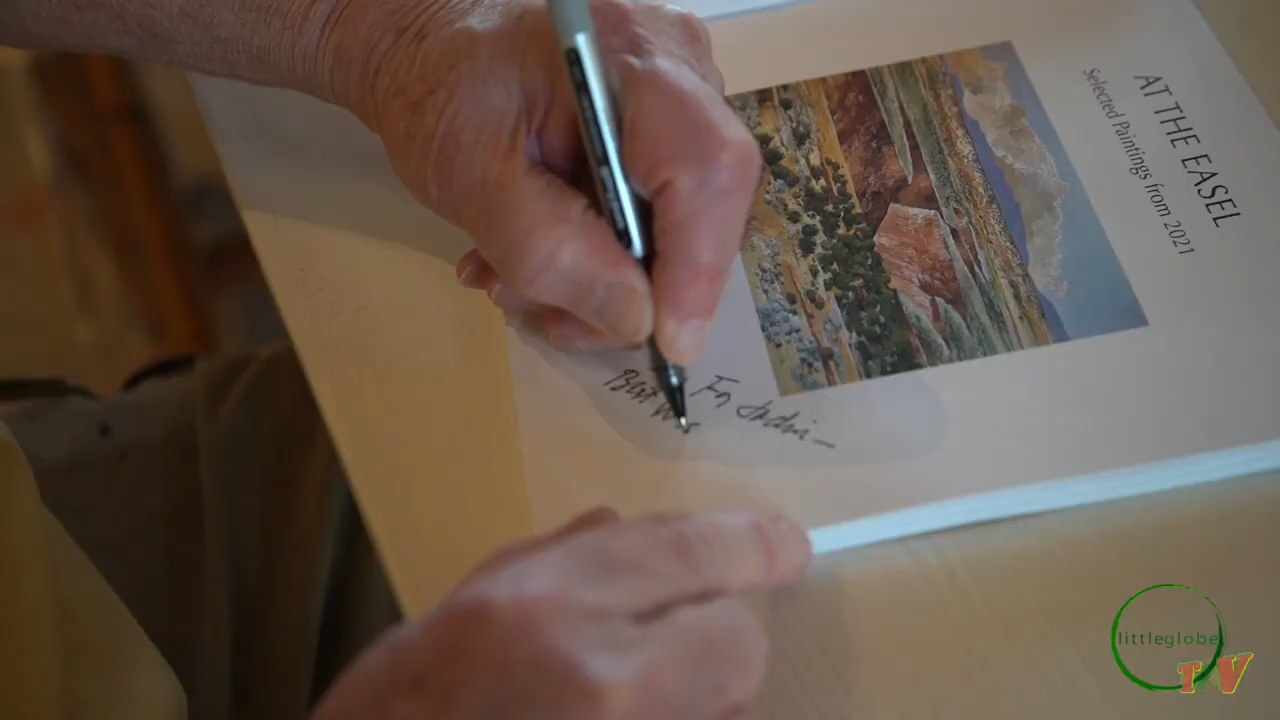 AT THE EASEL
Selected Paintings from 2021
For
Best
littleglobe
TV